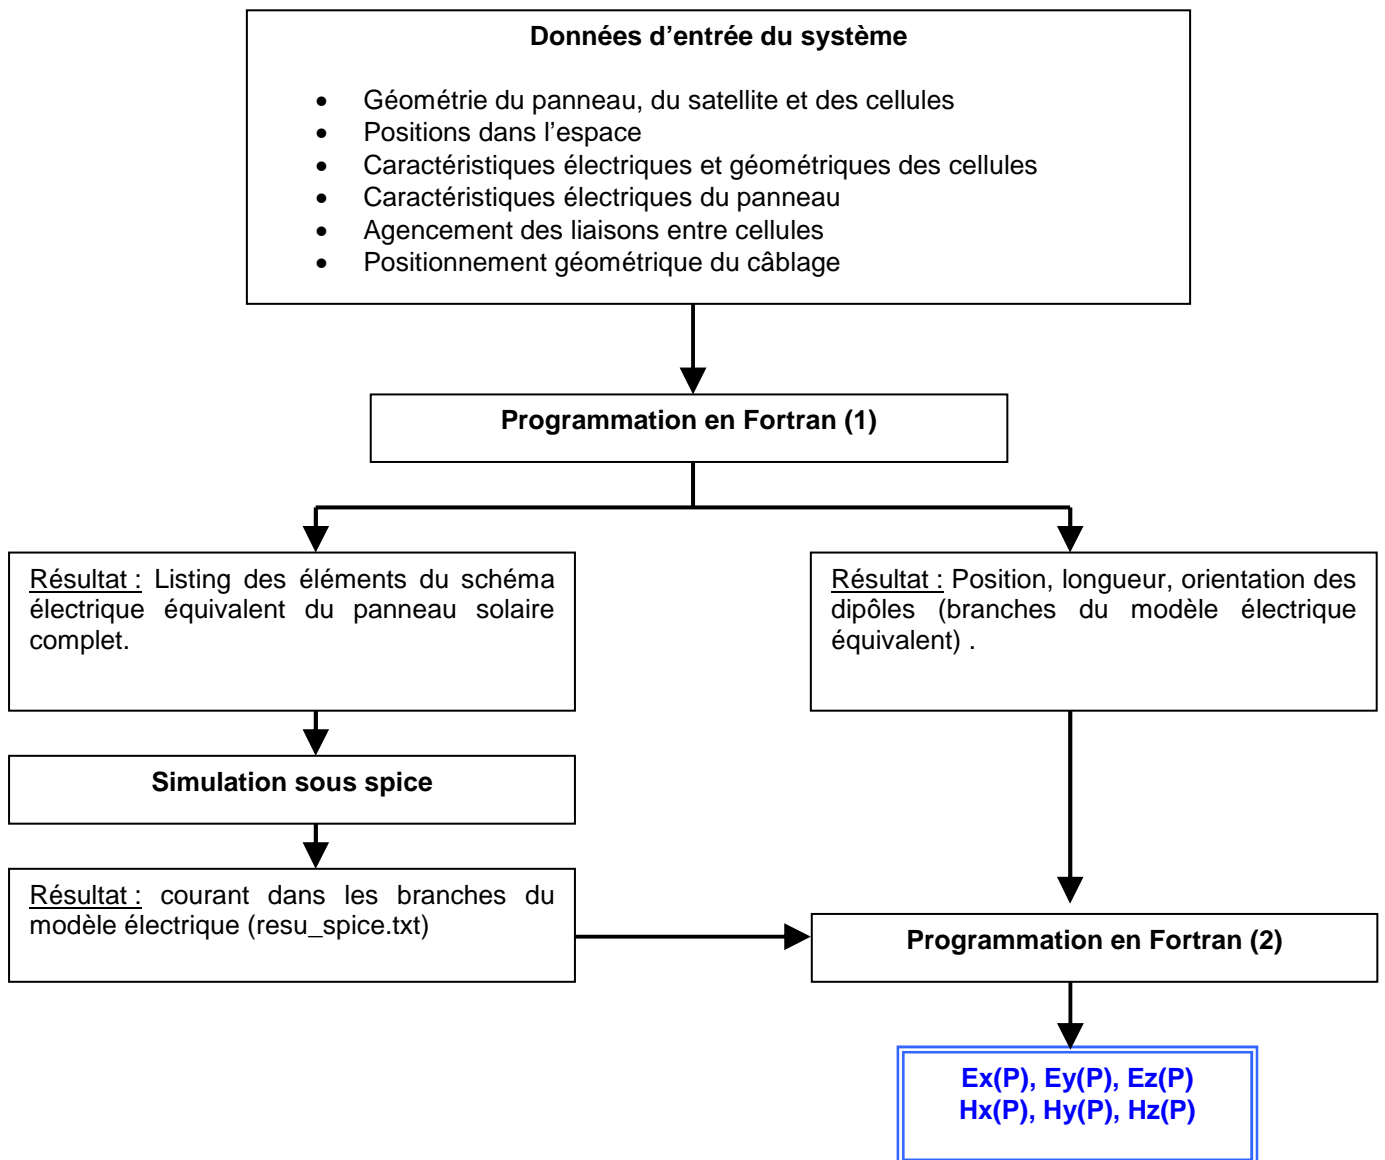 Données d'entrée du système
• Géométrie du panneau, du satellite et des cellules
• Positions dans l'espace
• Caractéristiques électriques et géométriques des cellules
• Caractéristiques électriques du panneau
• Agencement des liaisons entre cellules
• Positionnement géométrique du câblage
Programmation en Fortran (1)
Résultat : Listing des éléments du schéma
électrique équivalent du panneau solaire
complet.
Résultat : Position, longueur, orientation des
dipôles (branches du modèle électrique
équivalent) .
Simulation sous spice
Résultat : courant dans les branches du
modèle électrique (resu_spice.txt)
Programmation en Fortran (2)
Ex(P), Ey(P), Ez(P)
Hx(P), Hy(P), Hz(P)